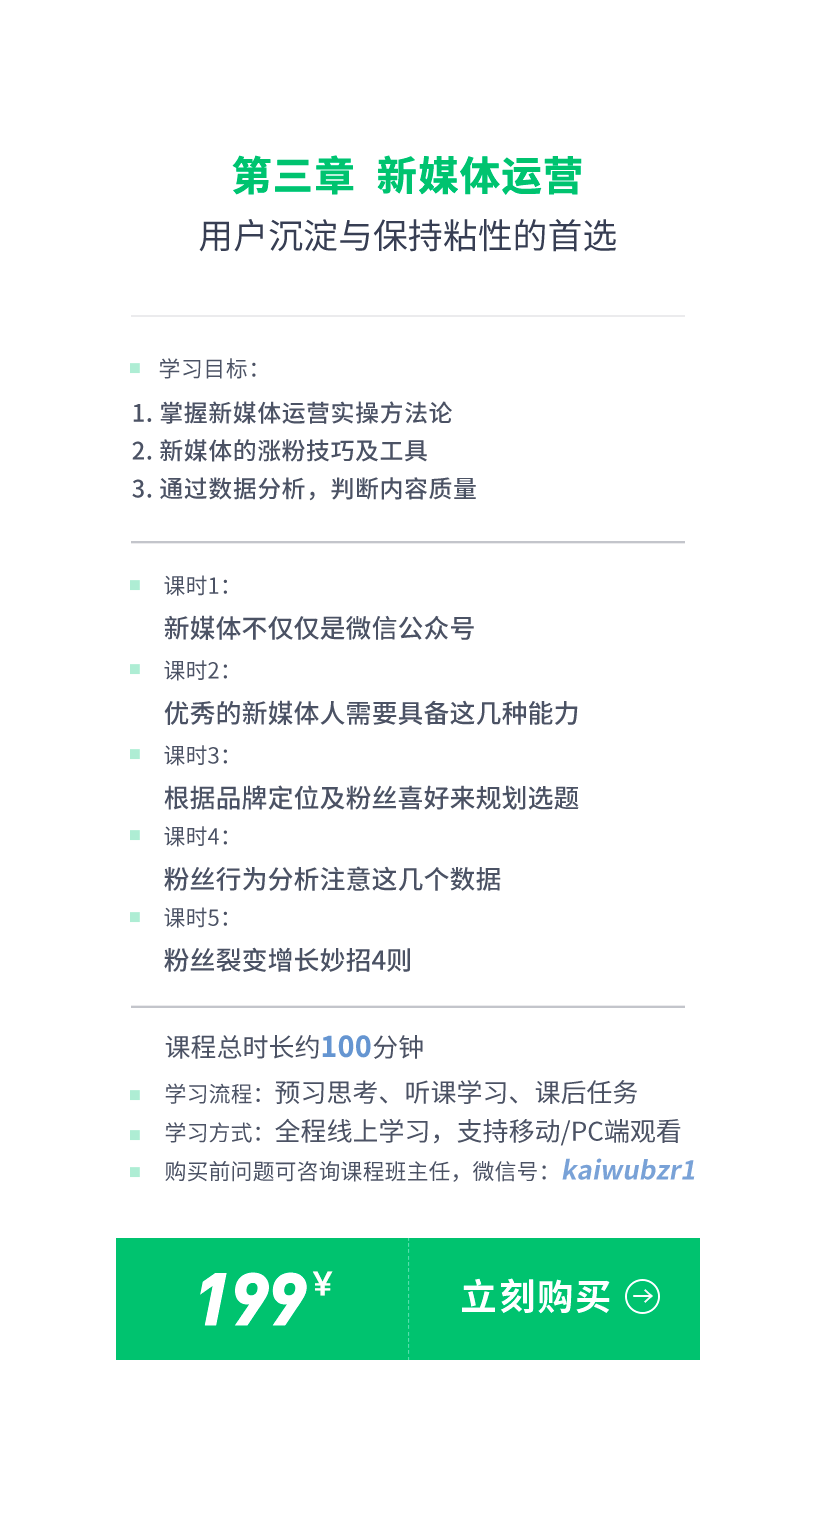 第三章 新媒体运营
用户沉淀与保持粘性的首选
学习目标：
1. 掌握新媒体运营实操方法论
2. 新媒体的涨粉技巧及工具
3. 通过数据分析，判断内容质量
课时1：
新媒体不仅仅是微信公众号
课时2：
优秀的新媒体人需要具备这几种能力
课时3：
根据品牌定位及粉丝喜好来规划选题
课时4：
粉丝行为分析注意这几个数据
课时5：
粉丝裂变增长妙招4则
课程总时长约100分钟
学习流程：预习思考、听课学习、课后任务
学习方式：全程线上学习，支持移动/PC端观看
购买前问题可咨询课程班主任，微信号：kaiwubzr1
199¥ 立刻购买